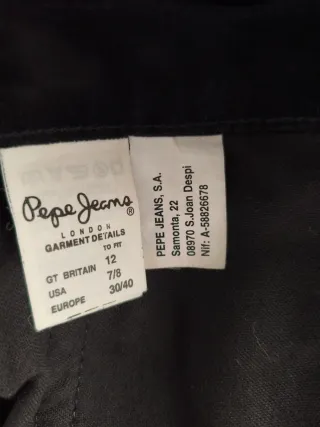 Pepe Jeans®
LONDON
GARMENT DETAILS
TO FIT
GT BRITAIN 12
USA 7/8
EUROPE 30/40
PEPE JEANS, S.A.
Samonta, 22
08970 S.Joan Despi
Nif: A-58826678